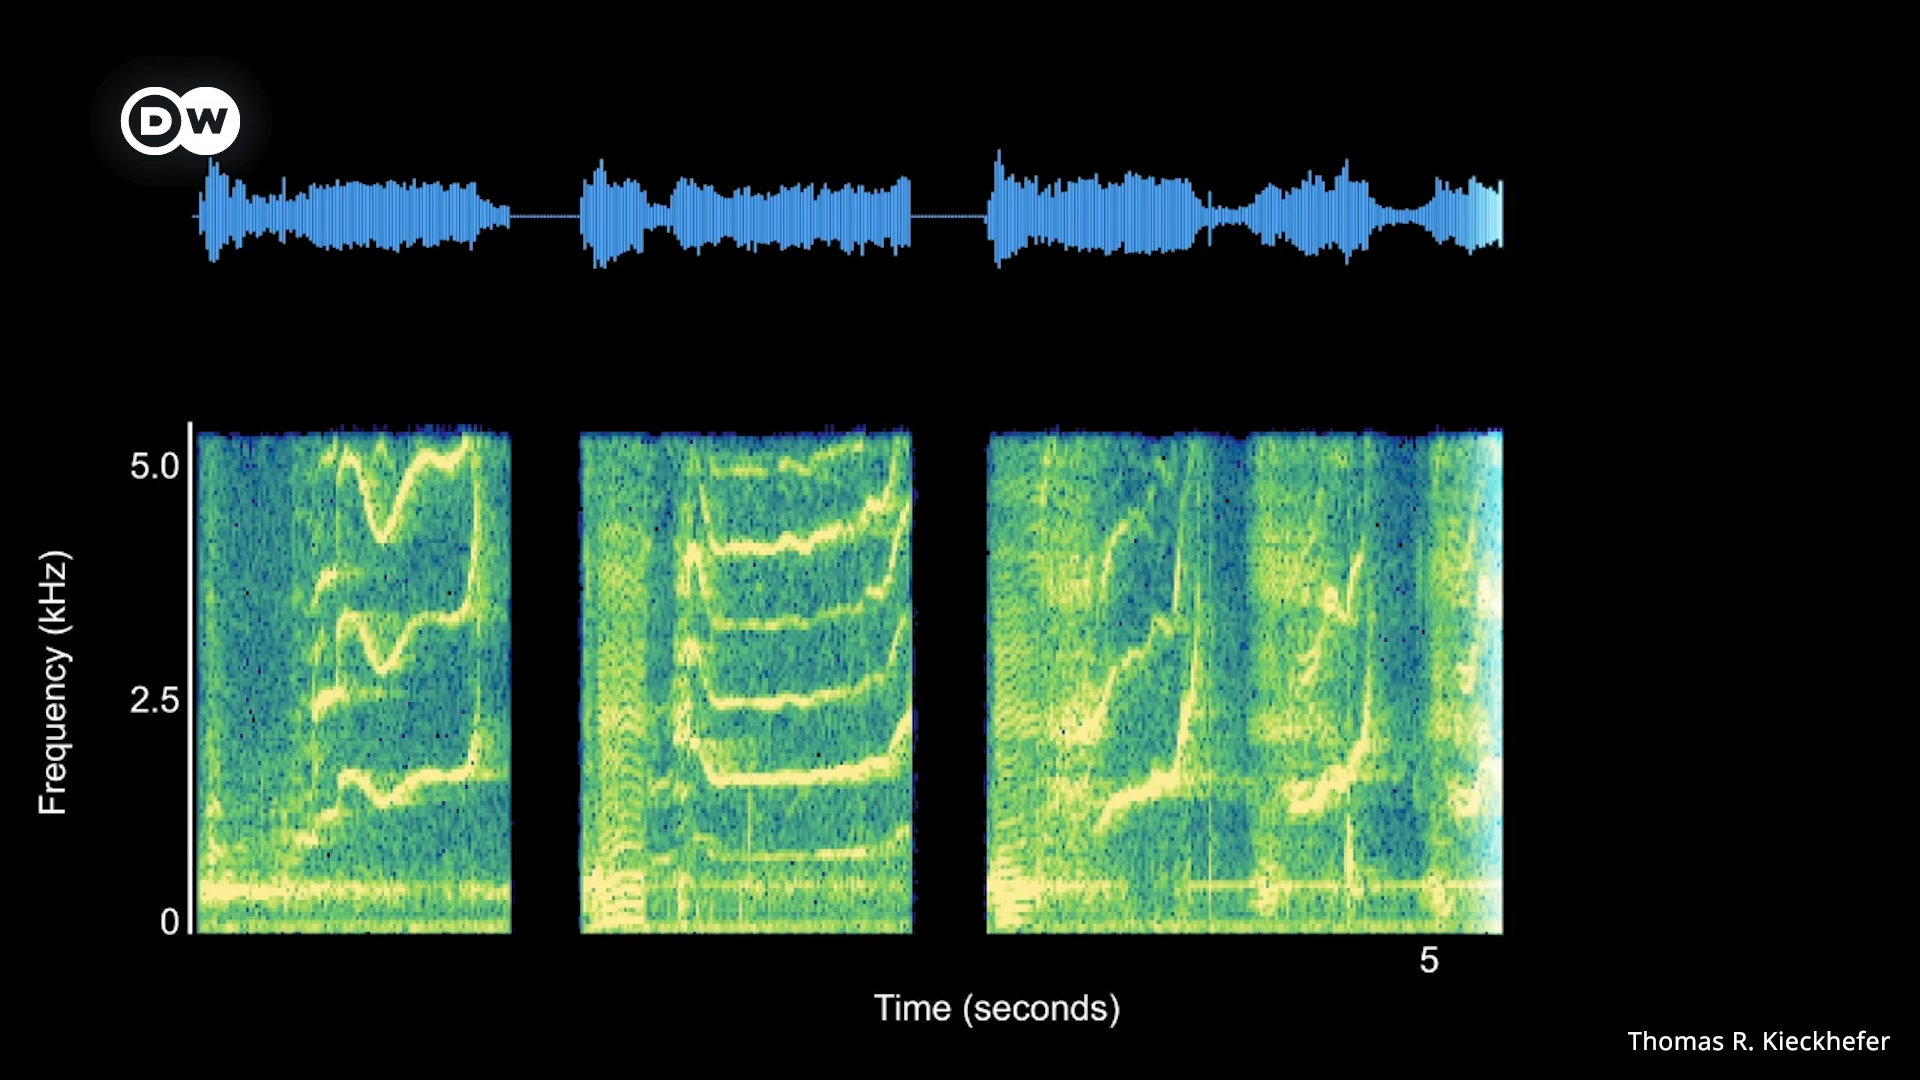 DW
5.0
2.5
0
Frequency (kHz)
5
Time (seconds)
Thomas R. Kieckhefer